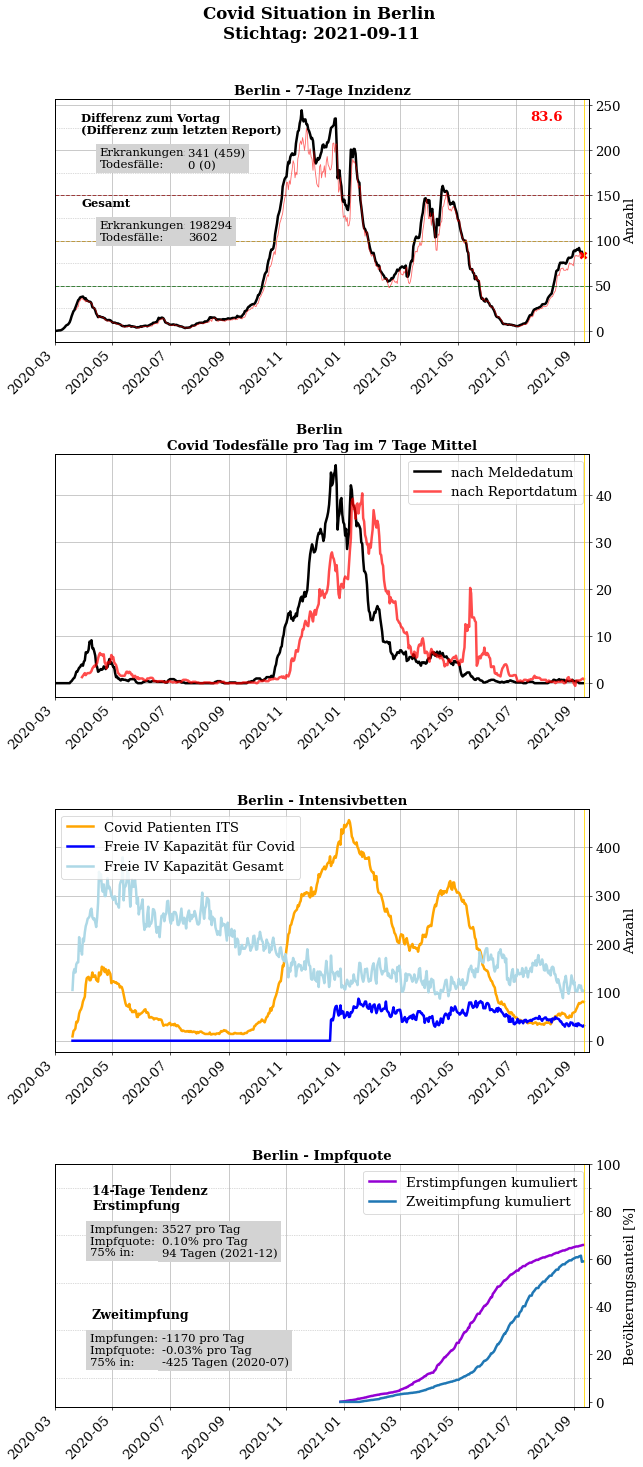 Covid Situation in Berlin
Stichtag: 2021-09-11
Berlin - 7-Tage Inzidenz
Differenz zum Vortag
(Differenz zum letzten Report)
Erkrankungen 341 (459)
Todesfälle: 0 (0)
Gesamt
Erkrankungen 198294
Todesfälle: 3602
83.6
250
200
150
100
50
0
Anzahl
2020-03
2020-05
2020-07
2020-09
2020-11
2021-01
2021-03
2021-05
2021-07
2021-09
Berlin
Covid Todesfälle pro Tag im 7 Tage Mittel
nach Meldedatum
nach Reportdatum
40
30
20
10
0
2020-03
2020-05
2020-07
2020-09
2020-11
2021-01
2021-03
2021-05
2021-07
2021-09
Berlin - Intensivbetten
Covid Patienten ITS
Freie IV Kapazität für Covid
Freie IV Kapazität Gesamt
400
300
200
100
0
Anzahl
2020-03
2020-05
2020-07
2020-09
2020-11
2021-01
2021-03
2021-05
2021-07
2021-09
Berlin - Impfquote
14-Tage Tendenz
Erstimpfung
Impfungen: 3527 pro Tag
Impfquote: 0.10% pro Tag
75% in: 94 Tagen (2021-12)
Zweitimpfung
Impfungen: -1170 pro Tag
Impfquote: -0.03% pro Tag
75% in: -425 Tagen (2020-07)
Erstimpfungen kumuliert
Zweitimpfung kumuliert
100
80
60
40
20
0
Bevölkerungsanteil [%]
2020-03
2020-05
2020-07
2020-09
2020-11
2021-01
2021-03
2021-05
2021-07
2021-09